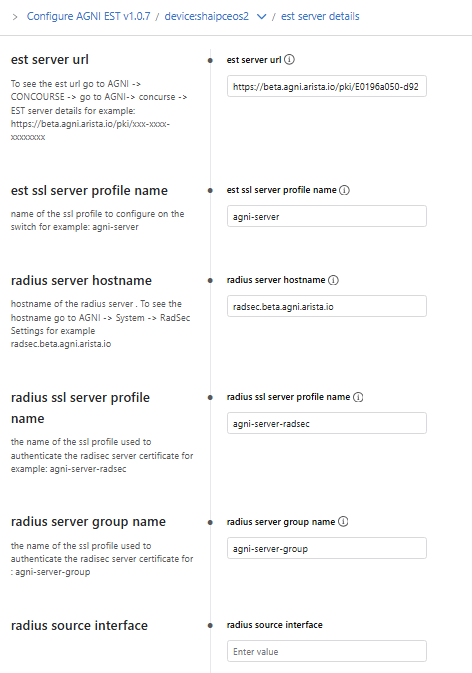 > Configure AGNI EST v1.0.7 / device:shaipceos2 / est server details
est server url
To see the est url go to AGNI ->
CONCOURSE -> go to AGNI-> concurse ->
EST server details for example:
https://beta.agni.arista.io/pki/xxx-xxxx-
xxxxxxxx
est server url
https://beta.agni.arista.io/pki/E0196a050-d92
est ssl server profile name
name of the ssl profile to configure on the
switch for example: agni-server
est ssl server profile name
agni-server
radius server hostname
hostname of the radius server . To see the
hostname go to AGNI -> System -> RadSec
Settings for example
radsec.beta.agni.arista.io
radius server hostname
radsec.beta.agni.arista.io
radius ssl server profile
name
the name of the ssl profile used to
authenticate the radisec server certificate for
example: agni-server-radsec
radius ssl server profile name
agni-server-radsec
radius server group name
the name of the ssl profile used to
authenticate the radisec server certificate for
: agni-server-group
radius server group name
agni-server-group
radius source interface
radius source interface
Enter value